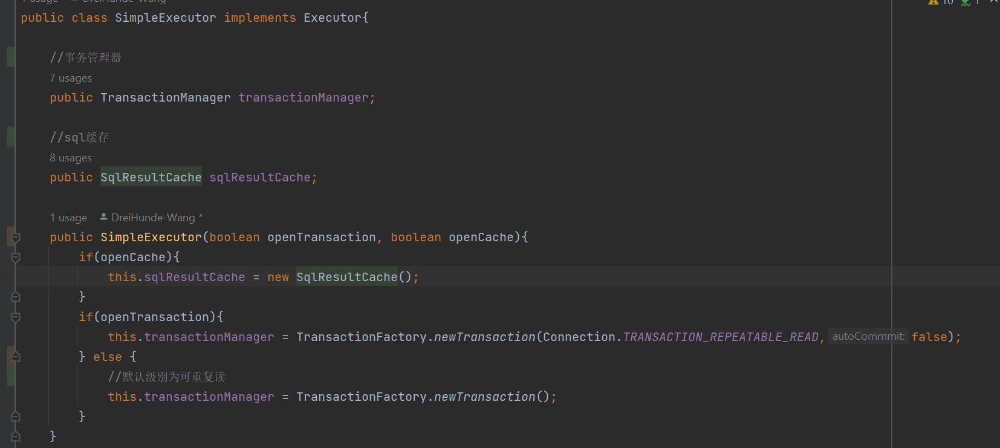 public class SimpleExecutor implements Executor{
//事务管理器
7 usages
public TransactionManager transactionManager;
//sql缓存
8 usages
public SqlResultCache sqlResultCache;
1 usage DreiHunde-Wang *
public SimpleExecutor(boolean openTransaction, boolean openCache){
if(openCache){
this.sqlResultCache = new SqlResultCache();
}
if(openTransaction){
this.transactionManager = TransactionFactory.newTransaction(Connection.TRANSACTION_REPEATABLE_READ, autoCommmit: false);
} else {
//默认级别为可重复读
this.transactionManager = TransactionFactory.newTransaction();
}
}